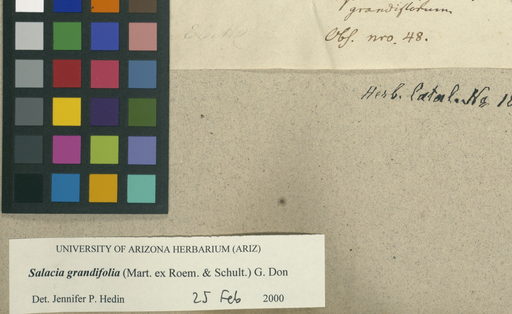 grandiflorum
Obs. nro. 48.
Herb. Catal. No 18
UNIVERSITY OF ARIZONA HERBARIUM (ARIZ)
Salacia grandifolia (Mart. ex Roem. & Schult.) G. Don
Det. Jennifer P. Hedin 25 Feb 2000